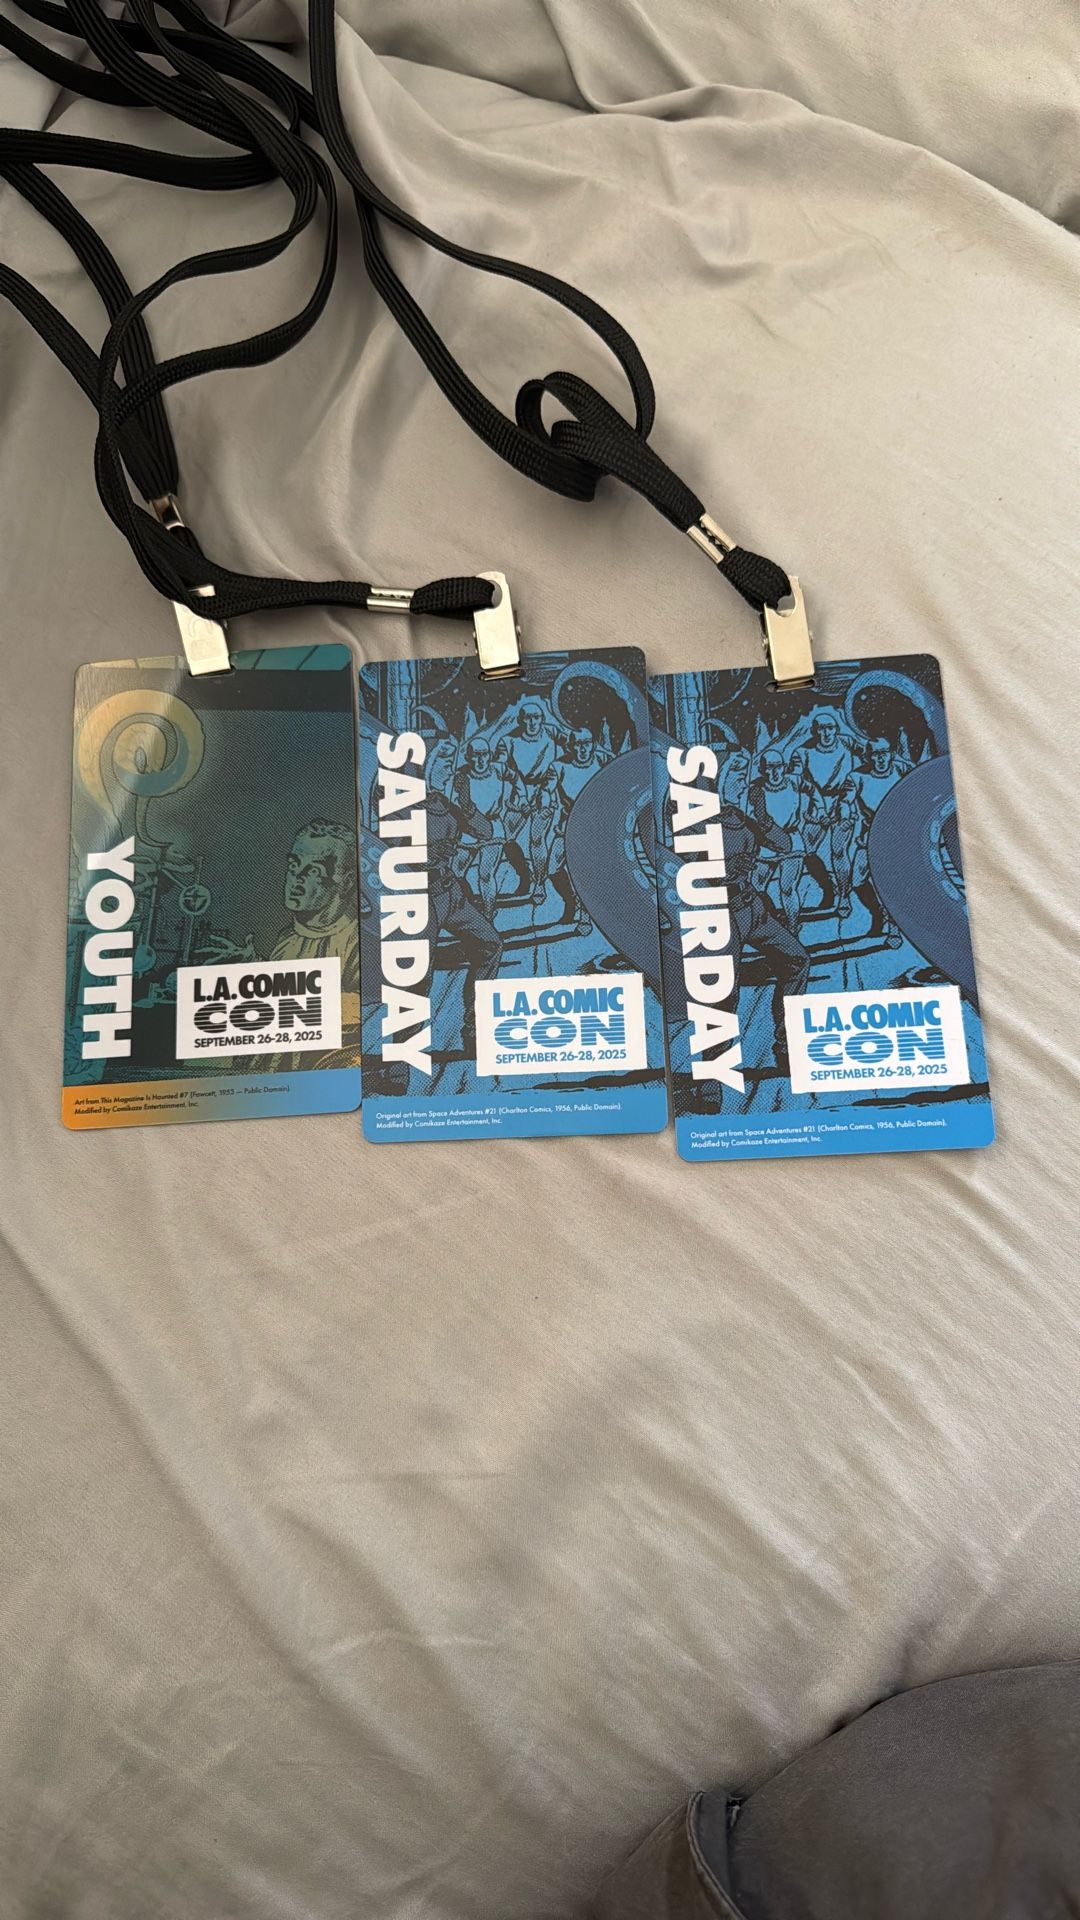 YOUTH
L.A. COMIC
CON
SEPTEMBER 26-28, 2025
Art from This Magazine Is Haunted #7 (Fawcett, 1953 — Public Domain).
Modified by Comikaze Entertainment, Inc.
SATURDAY
L.A. COMIC
CON
SEPTEMBER 26-28, 2025
Original art from Space Adventures #21 (Charlton Comics, 1956, Public Domain).
Modified by Comikaze Entertainment, Inc.
SATURDAY
L.A. COMIC
CON
SEPTEMBER 26-28, 2025
Original art from Space Adventures #21 (Charlton Comics, 1956, Public Domain).
Modified by Comikaze Entertainment, Inc.